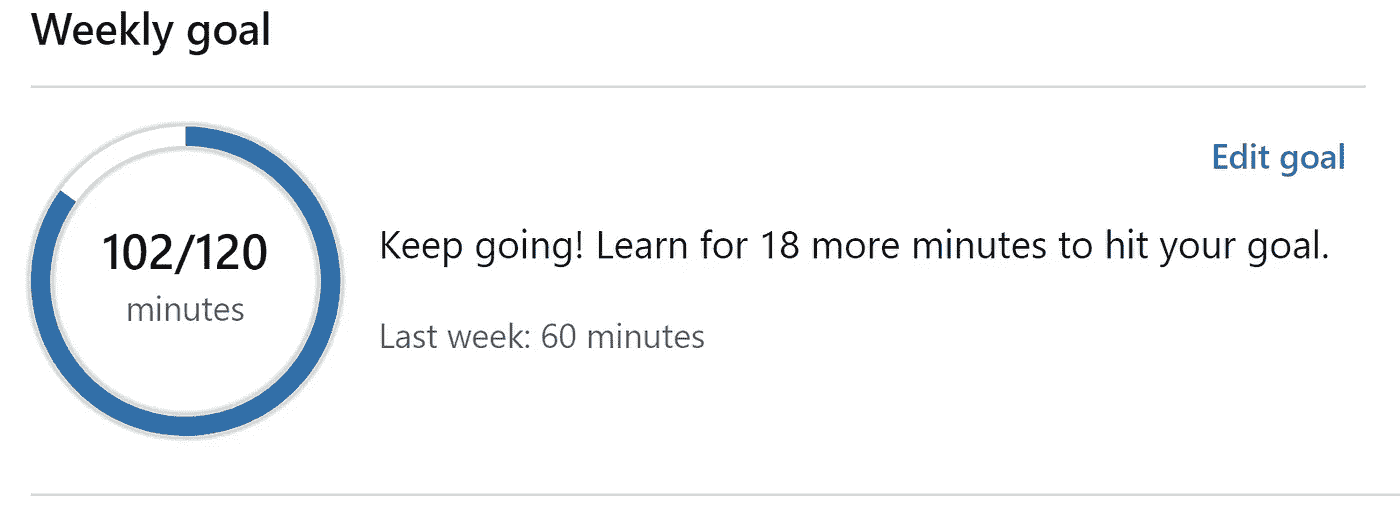 Weekly goal
Edit goal
102/120
minutes
Keep going! Learn for 18 more minutes to hit your goal.
Last week: 60 minutes